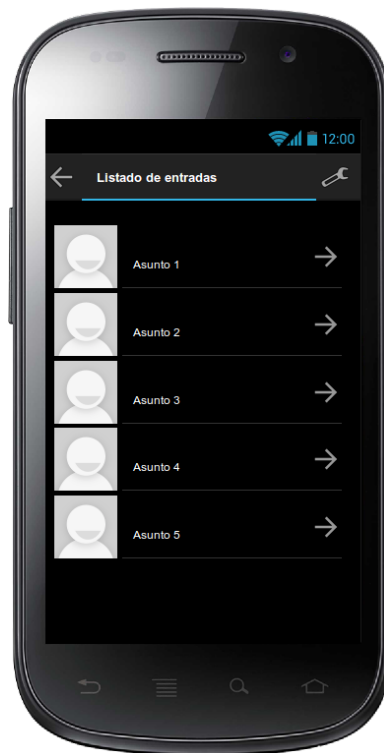 12:00
Listado de entradas
Asunto 1
Asunto 2
Asunto 3
Asunto 4
Asunto 5